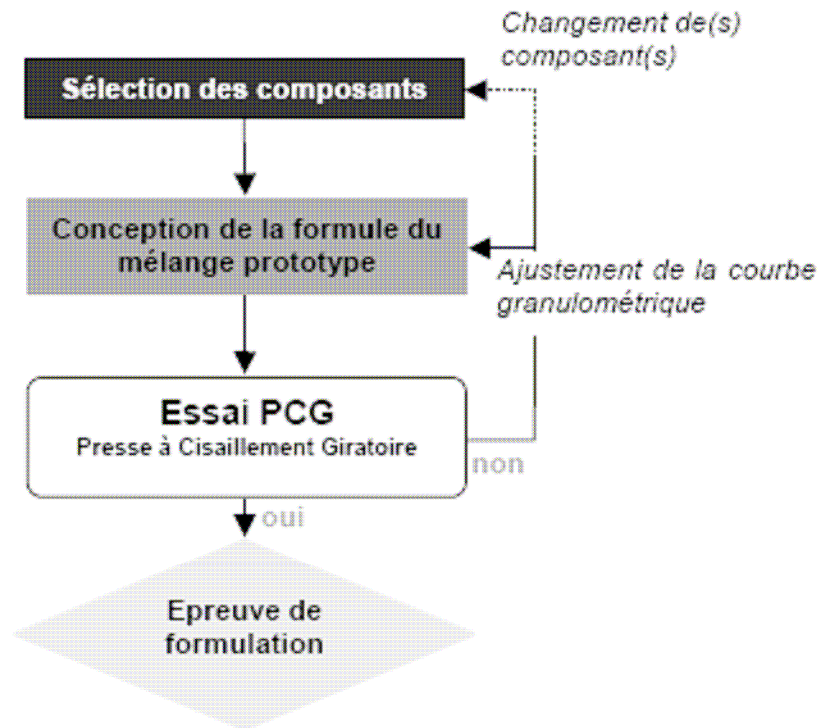 Changement de(s)
composant(s)
Sélection des composants
Conception de la formule du
mélange prototype
Ajustement de la courbe
granulométrique
Essai PCG
Presse à Cisaillement Giratoire
non
oui
Epreuve de
formulation